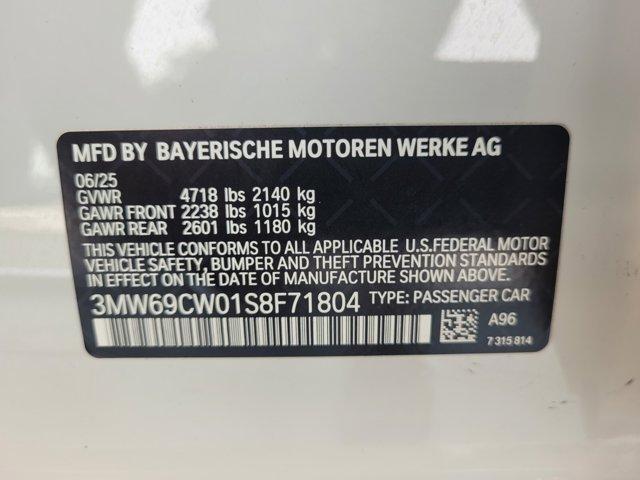 MFD BY BAYERISCHE MOTOREN WERKE AG
06/25
GVWR 4718 lbs 2140 kg
GAWR FRONT 2238 lbs 1015 kg
GAWR REAR 2601 lbs 1180 kg
THIS VEHICLE CONFORMS TO ALL APPLICABLE U.S.FEDERAL MOTOR
VEHICLE SAFETY, BUMPER AND THEFT PREVENTION STANDARDS
IN EFFECT ON THE DATE OF MANUFACTURE SHOWN ABOVE.
3MW69CW01S8F71804 TYPE: PASSENGER CAR
A96
7 315 814